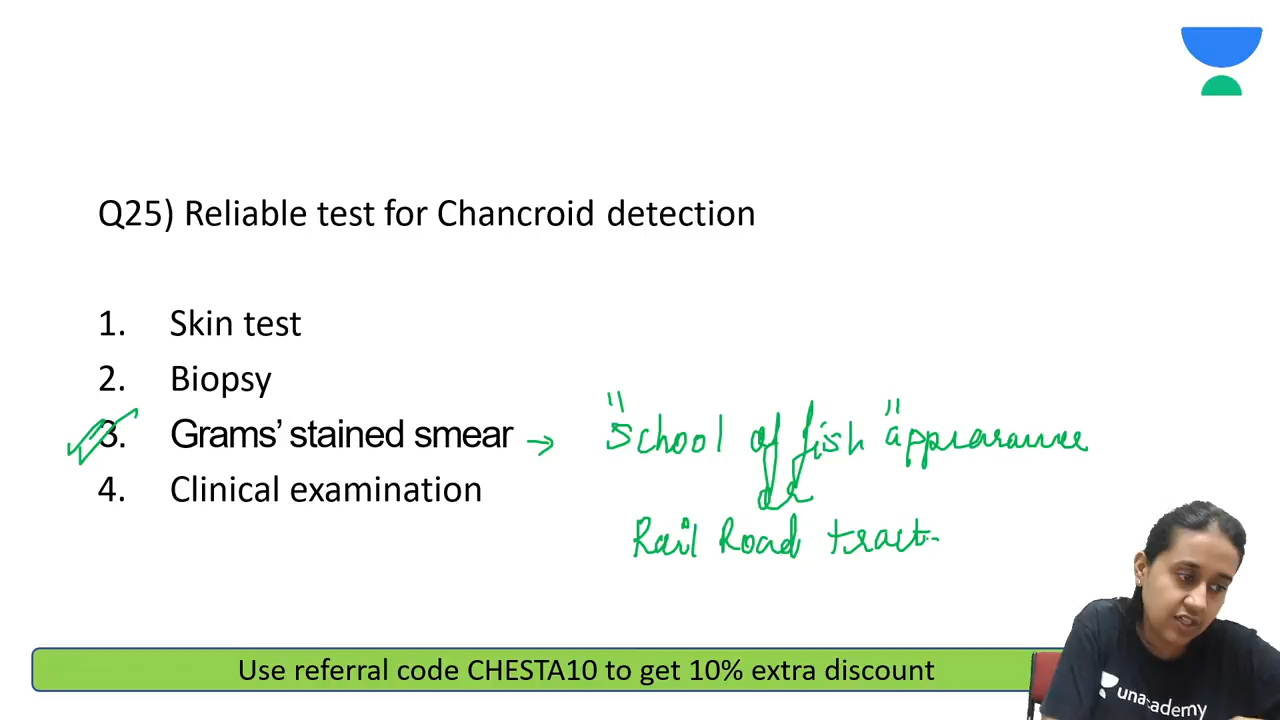 Q25) Reliable test for Chancroid detection
1. Skin test
2. Biopsy
3. Grams’ stained smear → "School of fish" appearance
or
4. Clinical examination
Rail Road tract
Use referral code CHESTA10 to get 10% extra discount
unacademy